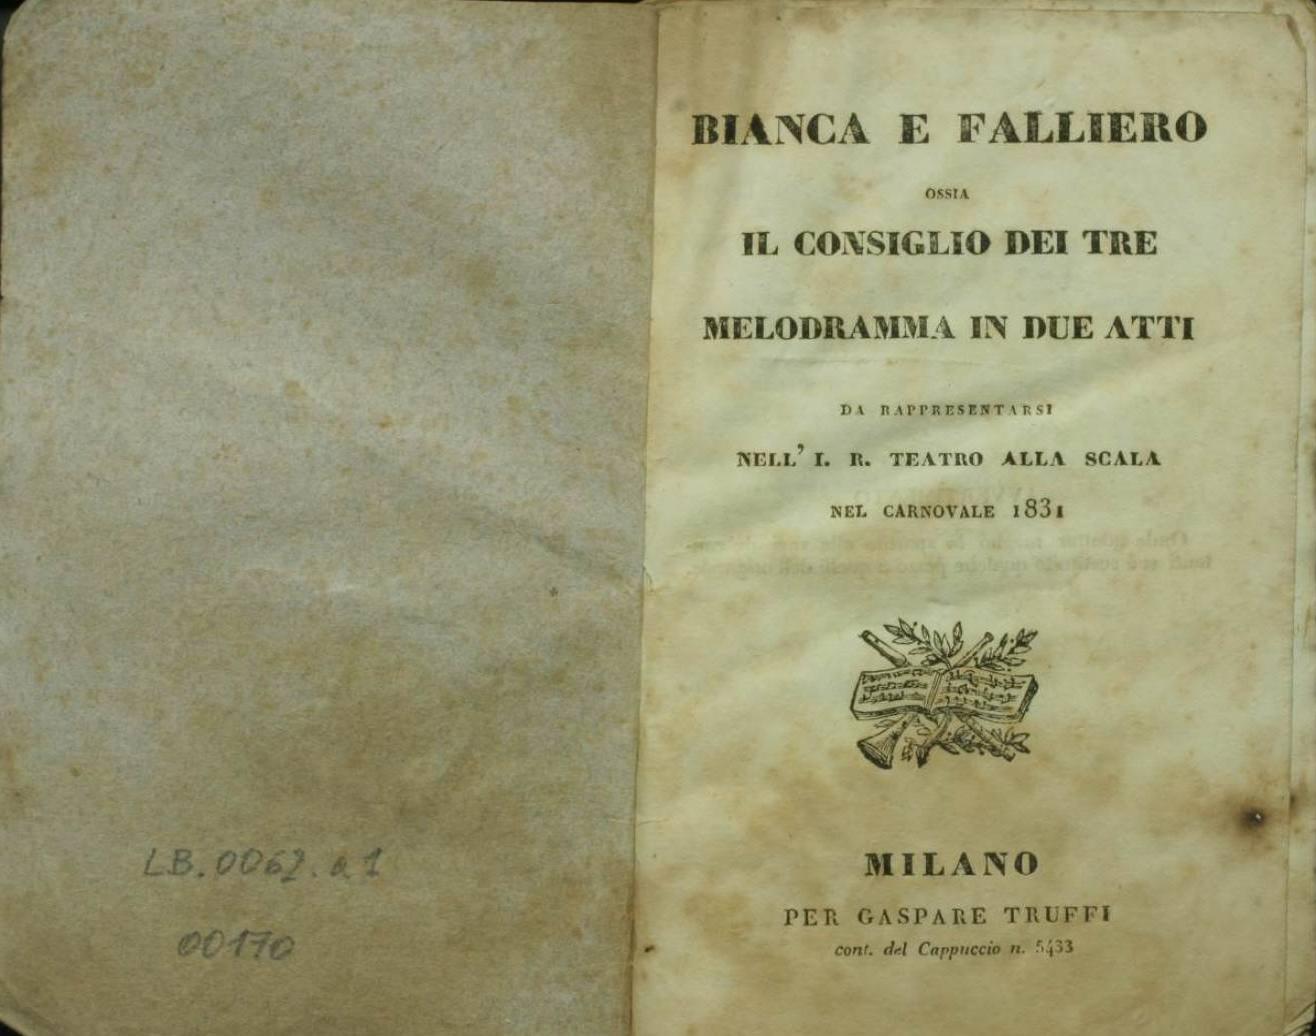 LB.0062.a1
00170
BIANCA E FALLIERO
OSSIA
IL CONSIGLIO DEI TRE
MELODRAMMA IN DUE ATTI
DA RAPPRESENTARSI
NELL' I. R. TEATRO ALLA SCALA
NEL CARNOVALE 1831
MILANO
PER GASPARE TRUFFI
cont. del Cappuccio n. 5433